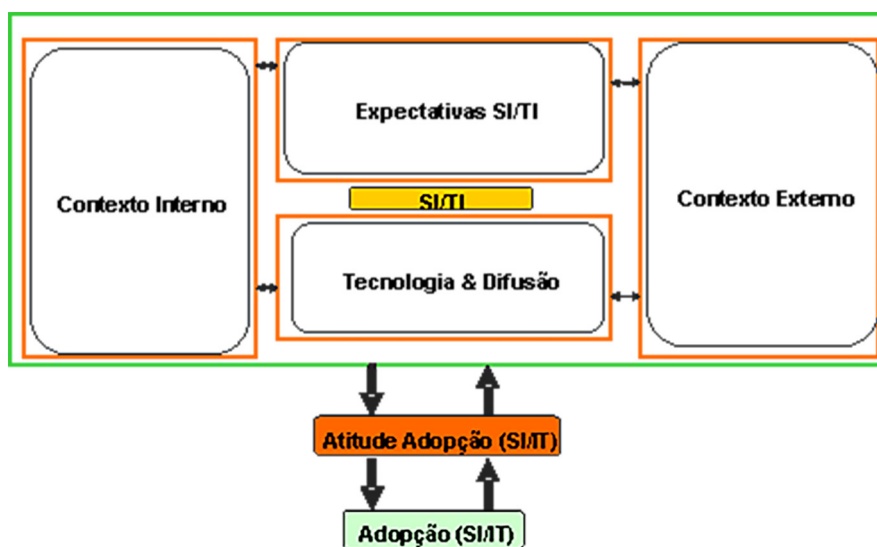 Expectativas SI/TI
Contexto Interno
SI/TI
Contexto Externo
Tecnologia & Difusão
Atitude Adopção (SI/IT)
Adopção (SI/IT)